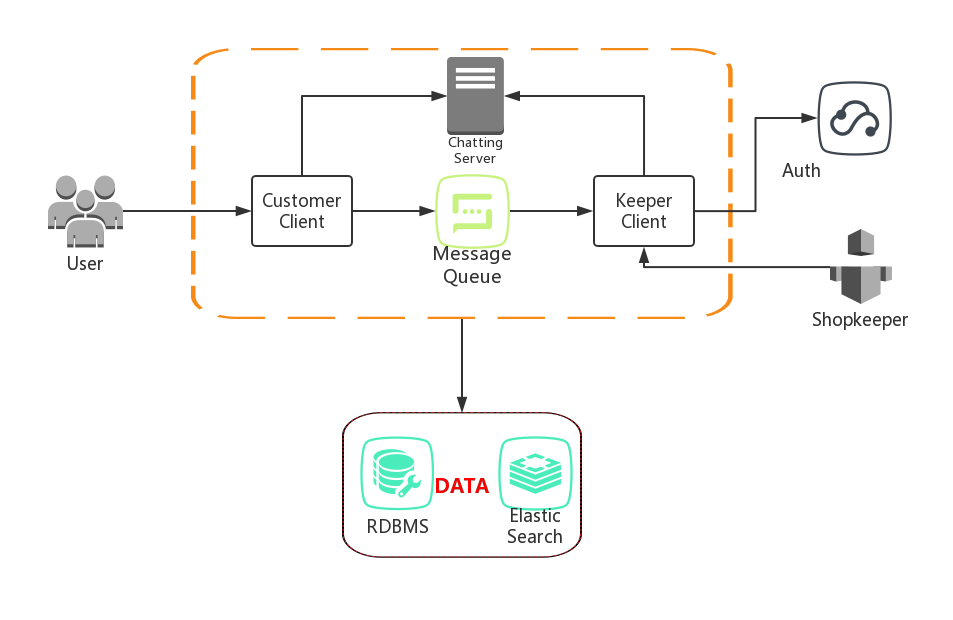 Chatting
Server
Customer
Client
Keeper
Client
Auth
User
Message
Queue
Shopkeeper
DATA
RDBMS
Elastic
Search